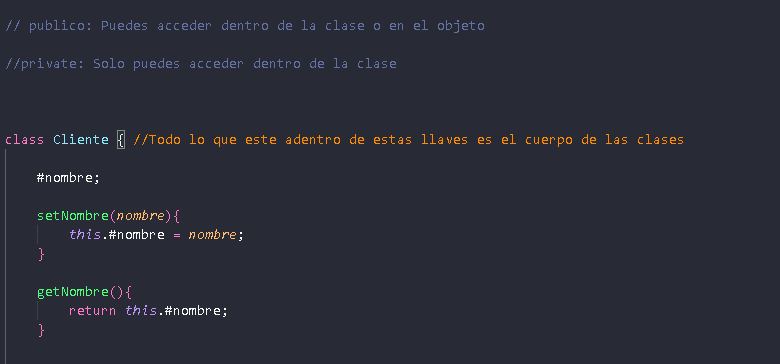 // publico: Puedes acceder dentro de la clase o en el objeto
//private: Solo puedes acceder dentro de la clase
class Cliente { //Todo lo que este adentro de estas llaves es el cuerpo de las clases
#nombre;
setNombre(nombre){
this.#nombre = nombre;
}
getNombre(){
return this.#nombre;
}